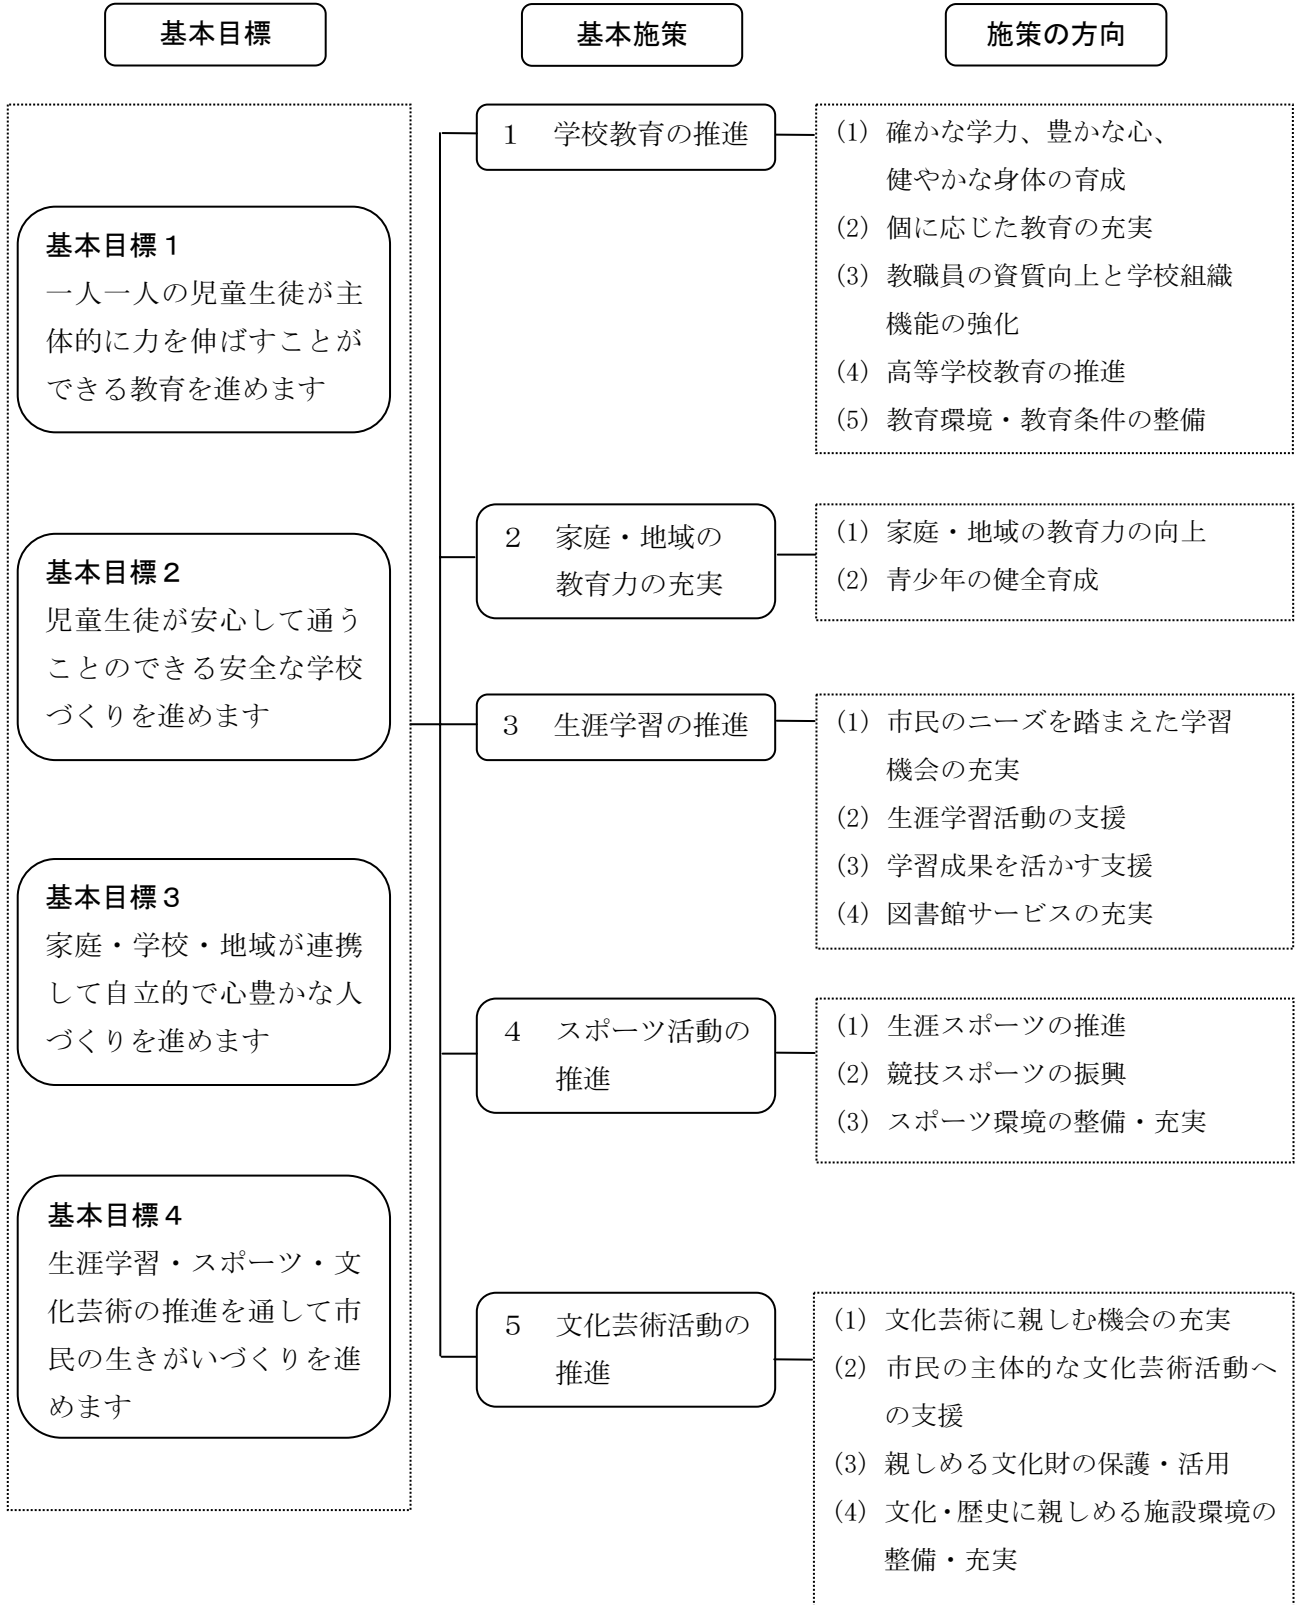 基本目標
基本施策
施策の方向
基本目標１
一人一人の児童生徒が主
体的に力を伸ばすことが
できる教育を進めます
基本目標２
児童生徒が安心して通う
ことのできる安全な学校
づくりを進めます
基本目標３
家庭・学校・地域が連携
して自立的で心豊かな人
づくりを進めます
基本目標４
生涯学習・スポーツ・文
化芸術の推進を通して市
民の生きがいづくりを進
めます
１　学校教育の推進
(1) 確かな学力、豊かな心、
健やかな身体の育成
(2) 個に応じた教育の充実
(3) 教職員の資質向上と学校組織
機能の強化
(4) 高等学校教育の推進
(5) 教育環境・教育条件の整備
２　家庭・地域の
教育力の充実
(1) 家庭・地域の教育力の向上
(2) 青少年の健全育成
３　生涯学習の推進
(1) 市民のニーズを踏まえた学習
機会の充実
(2) 生涯学習活動の支援
(3) 学習成果を活かす支援
(4) 図書館サービスの充実
４　スポーツ活動の
推進
(1) 生涯スポーツの推進
(2) 競技スポーツの振興
(3) スポーツ環境の整備・充実
５　文化芸術活動の
推進
(1) 文化芸術に親しむ機会の充実
(2) 市民の主体的な文化芸術活動へ
の支援
(3) 親しめる文化財の保護・活用
(4) 文化・歴史に親しめる施設環境の
整備・充実